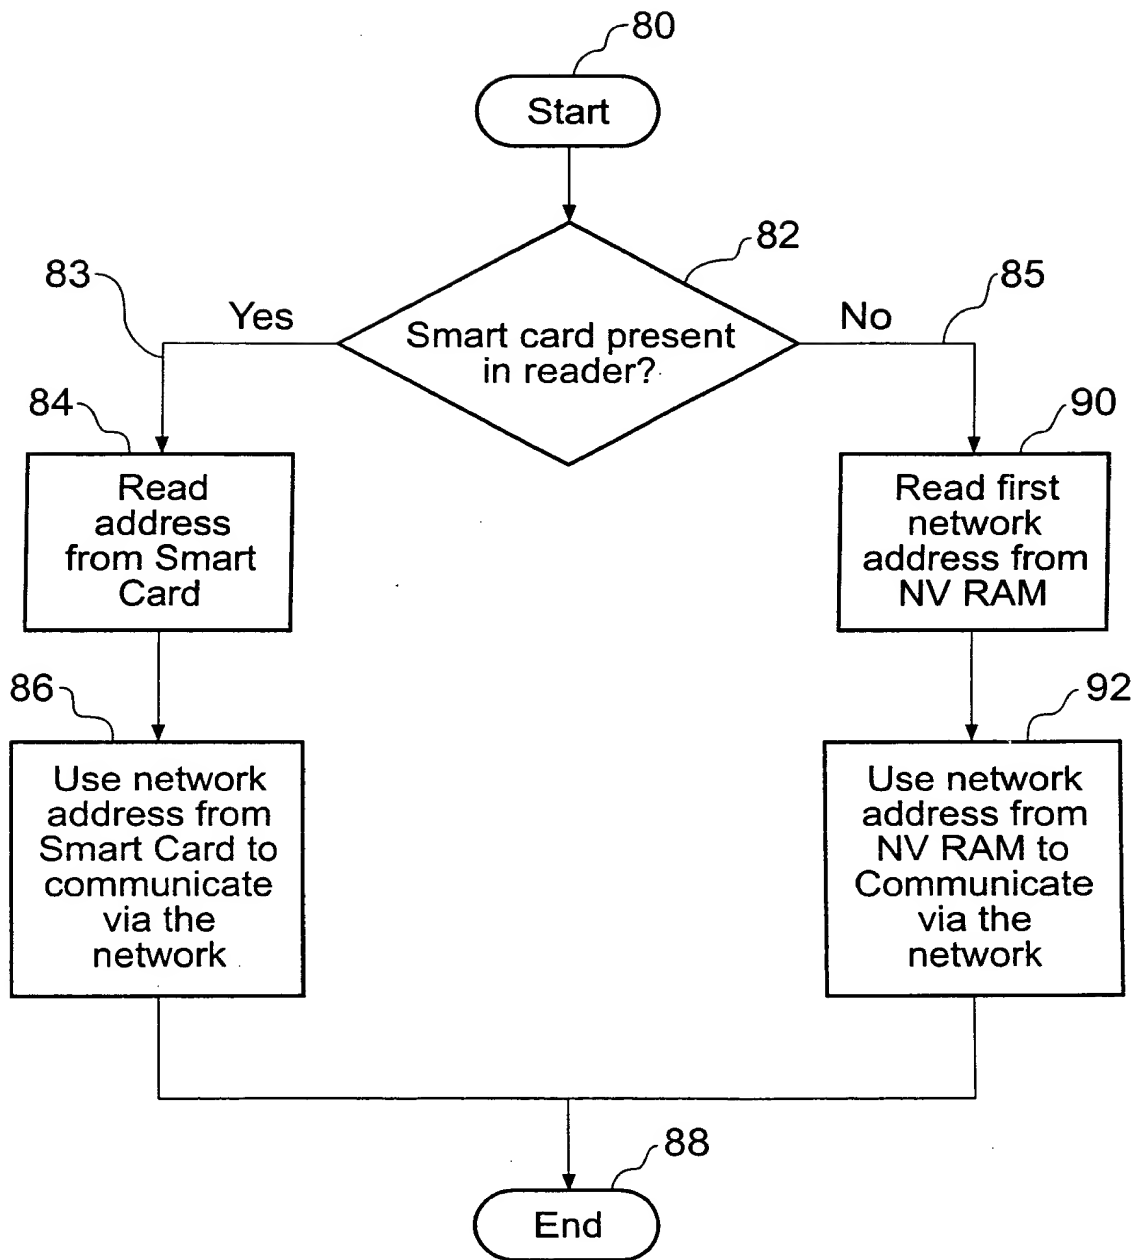 80
Start
82
83
85
Yes
No
Smart card present
in reader?
84
90
Read
address
from Smart
Card
Read first
network
address from
NV RAM
86
92
Use network
address from
Smart Card to
communicate
via the
network
Use network
address from
NV RAM to
Communicate
via the
network
88
End